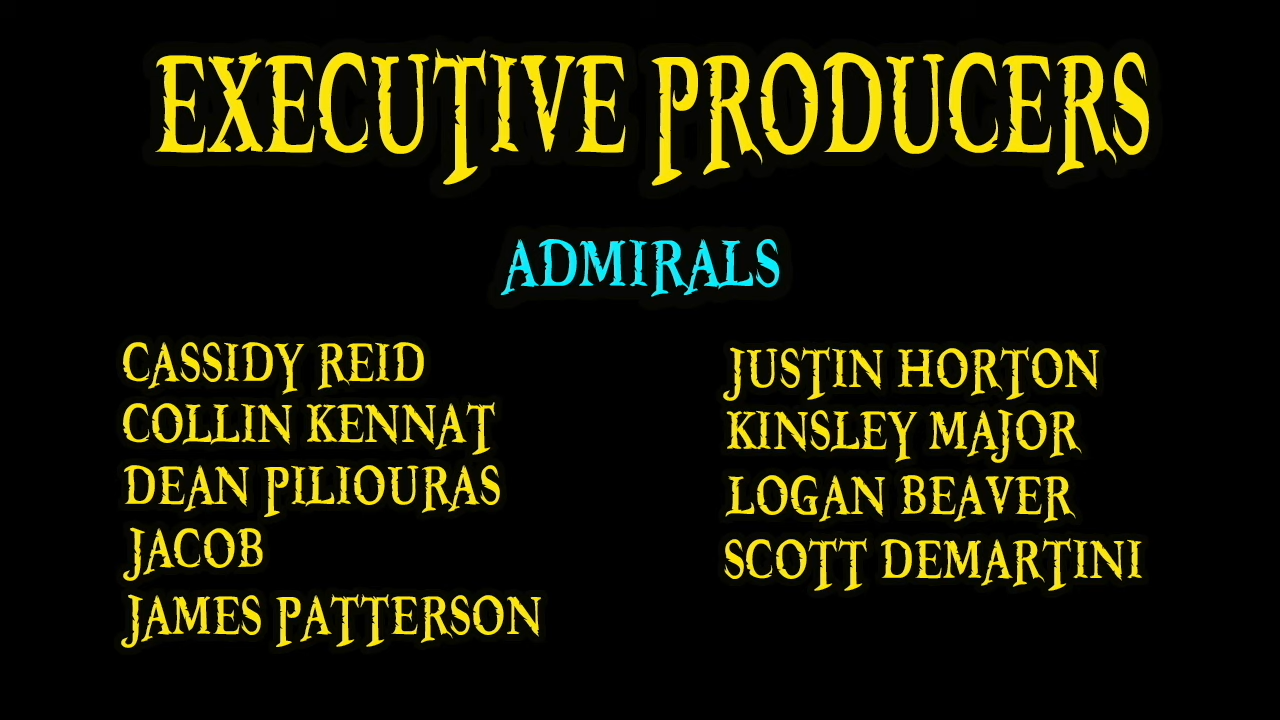 EXECUTIVE PRODUCERS
ADMIRALS
CASSIDY REID
COLLIN KENNAT
DEAN PILIOURAS
JACOB
JAMES PATTERSON
JUSTIN HORTON
KINSLEY MAJOR
LOGAN BEAVER
SCOTT DEMARTINI